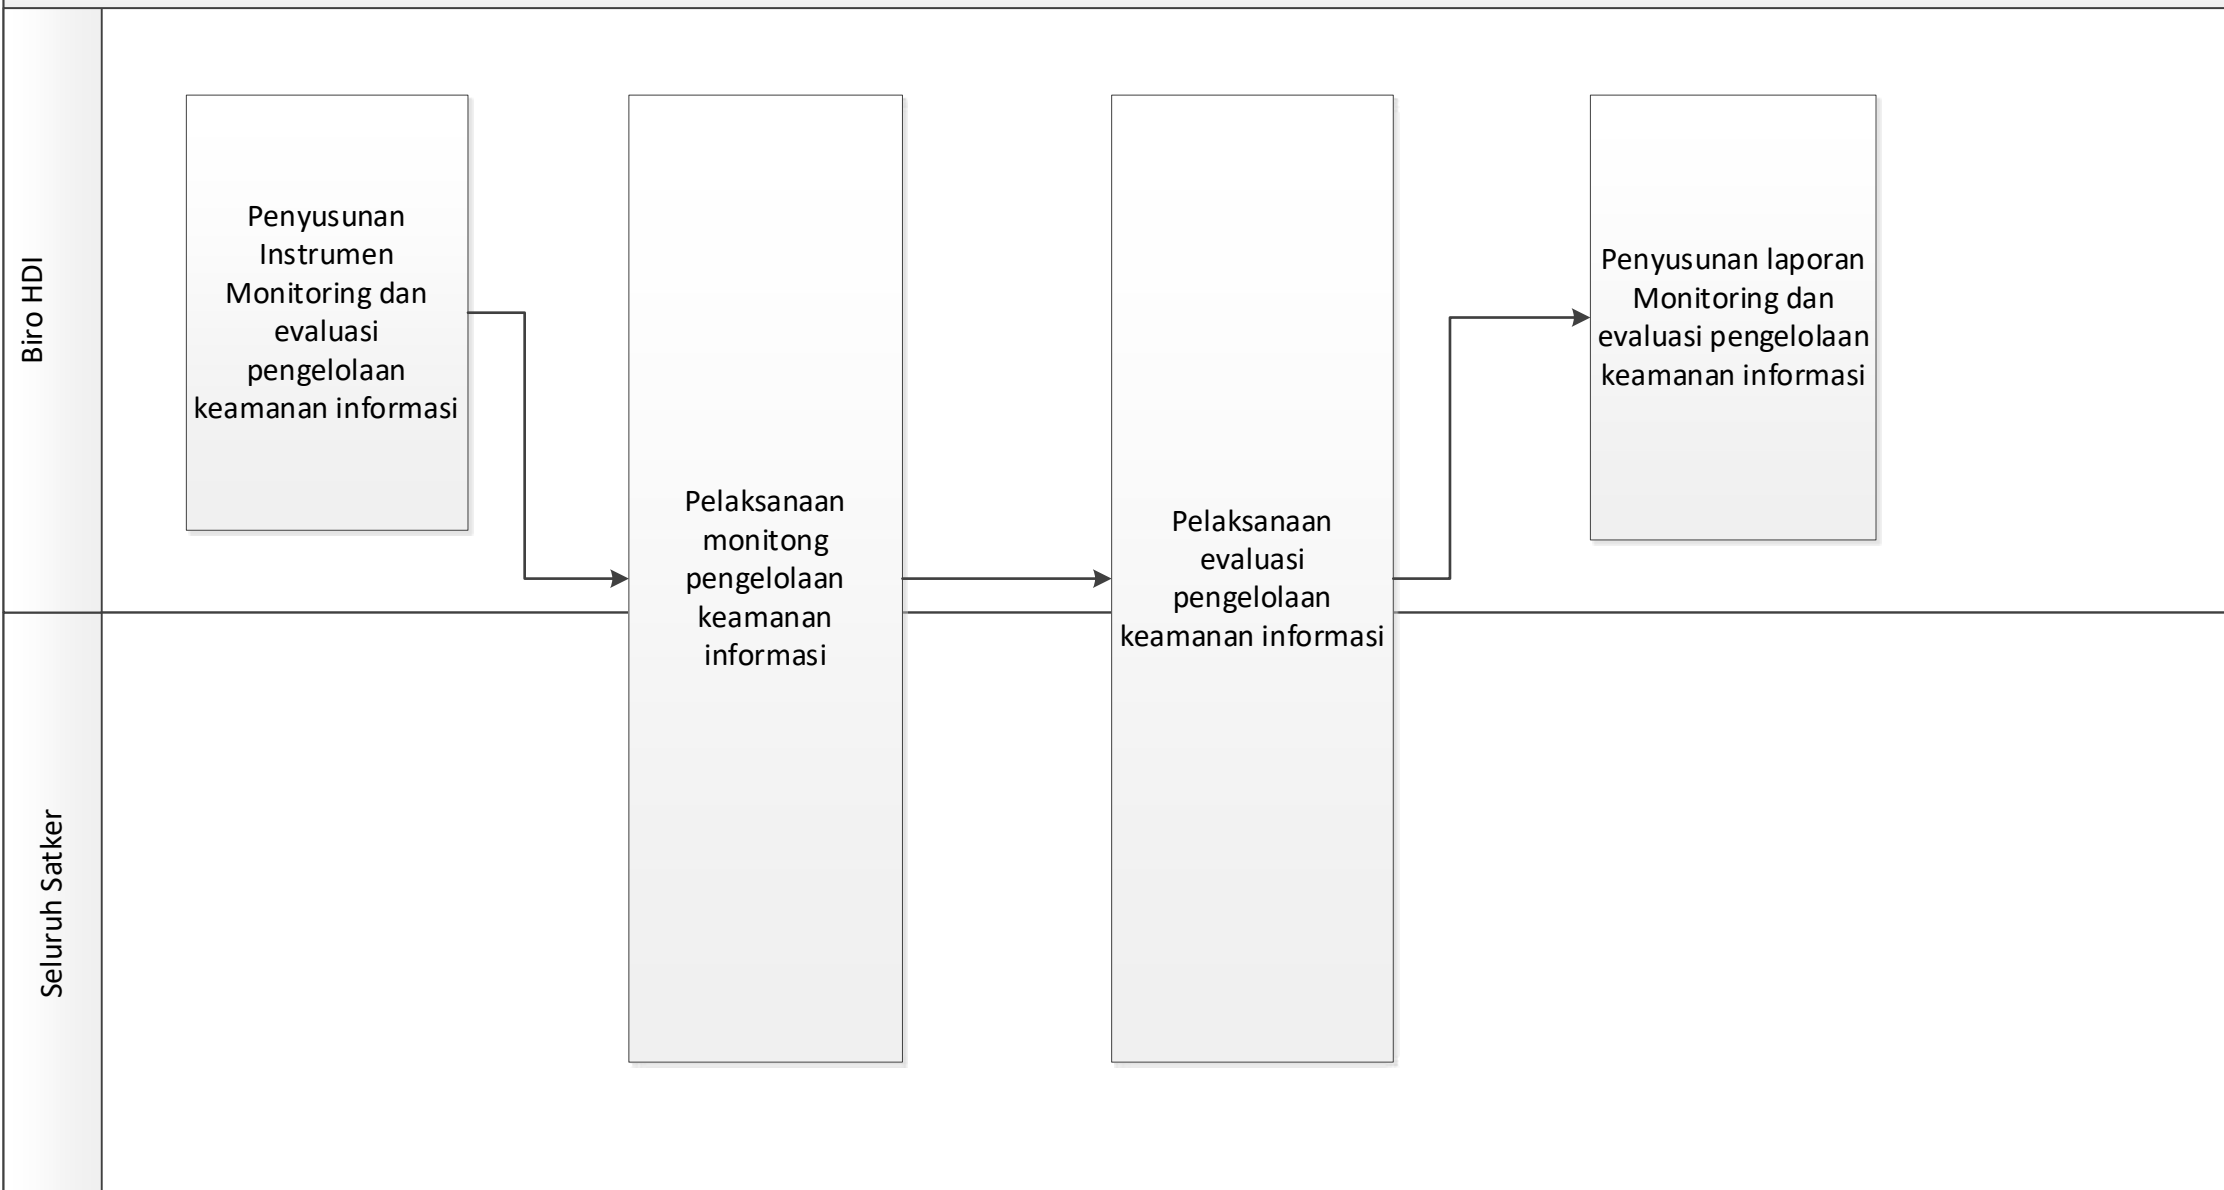 Biro HDI
Penyusunan
Instrumen
Monitoring dan
evaluasi
pengelolaan
keamanan informasi
Pelaksanaan
monitong
pengelolaan
keamanan
informasi
Pelaksanaan
evaluasi
pengelolaan
keamanan informasi
Penyusunan laporan
Monitoring dan
evaluasi pengelolaan
keamanan informasi
Seluruh Satker